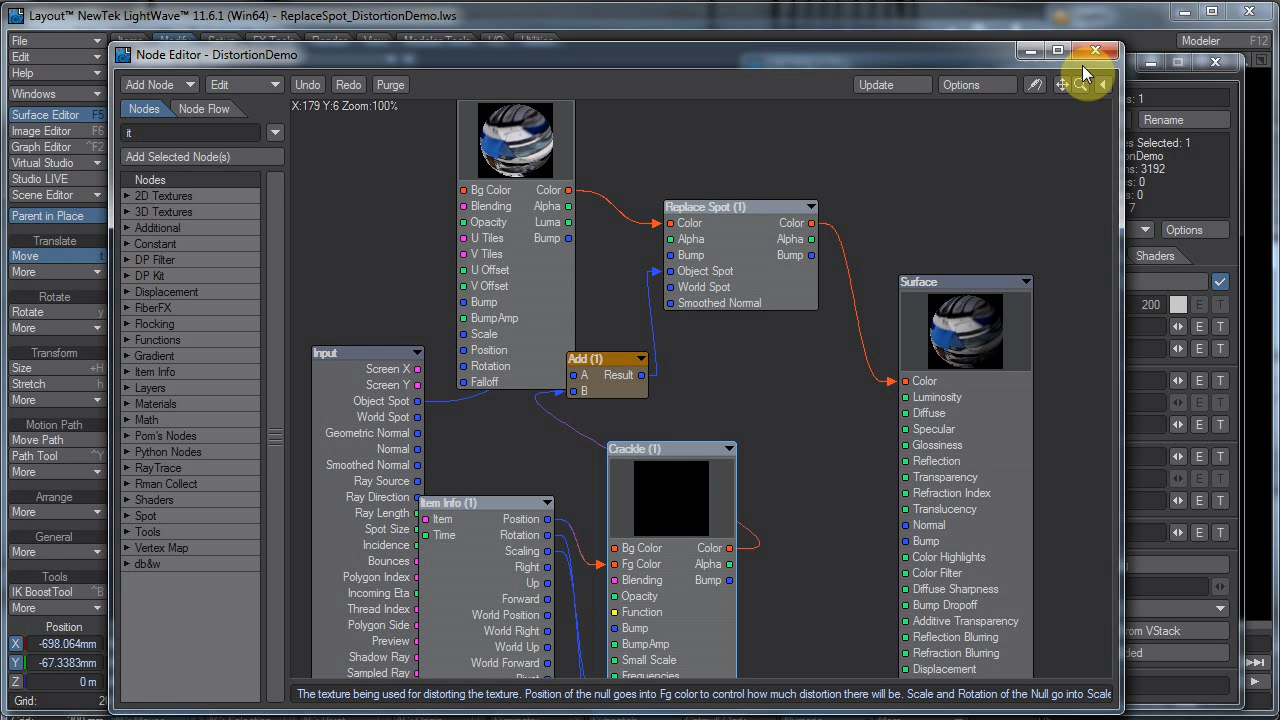 Layout™ NewTek LightWave™ 11.6.1 (Win64) - ReplaceSpot_DistortionDemo.lws
File
Modeler F12
Edit
Help
Windows
Surface Editor F5
Image Editor F6
Graph Editor ^F2
Virtual Studio
Studio LIVE
Scene Editor
Parent in Place
Translate
Move t
More
Rotate
Rotate y
More
Transform
Size +H
Stretch h
More
Motion Path
Move Path
Path Tool
More
Arrange
More
General
More
Tools
IK BoostTool ^B
More
Position
X -698.064mm
Y -67.3383mm
Z 0 m
Grid:
Node Editor - DistortionDemo
Add Node
Edit
Undo
Redo
Purge
Update
Options
Nodes
Node Flow
X:179 Y:6 Zoom:100%
it
Add Selected Node(s)
Nodes
2D Textures
3D Textures
Additional
Constant
DP Filter
DP Kit
Displacement
FiberFX
Flocking
Functions
Gradient
Item Info
Layers
Materials
Math
Pom's Nodes
Python Nodes
RayTrace
Rman Collect
Shaders
Spot
Tools
Vertex Map
db&w
Bg Color Color
Blending Alpha
Opacity Luma
U Tiles Bump
V Tiles
U Offset
V Offset
Bump
BumpAmp
Scale
Position
Rotation
Falloff
Replace Spot (1)
Color Color
Alpha Alpha
Bump Bump
Object Spot
World Spot
Smoothed Normal
Add (1)
A Result
B
Input
Screen X
Screen Y
Object Spot
World Spot
Geometric Normal
Normal
Smoothed Normal
Ray Source
Ray Direction
Ray Length
Spot Size
Incidence
Bounces
Polygon Index
Incoming Eta
Thread Index
Polygon Side
Preview
Shadow Ray
Sampled Ray
Item Info (1)
Item Position
Time Rotation
Scaling
Right
Up
Forward
World Position
World Right
World Up
World Forward
Crackle (1)
Bg Color Color
Fg Color Alpha
Blending Bump
Opacity
Function
Bump
BumpAmp
Small Scale
Frequencies
Surface
Color
Luminosity
Diffuse
Specular
Glossiness
Reflection
Transparency
Refraction Index
Translucency
Normal
Bump
Color Highlights
Color Filter
Diffuse Sharpness
Bump Dropoff
Additive Transparency
Reflection Blurring
Refraction Blurring
Displacement
The texture being used for distorting the texture. Position of the null goes into Fg color to control how much distortion there will be. Scale and Rotation of the Null go into Scale
Rename
Selected: 1
3192
Options
Shaders
200
E T
E T
E T
E T
E T
E T
E T
E T
E T
E T
VStack